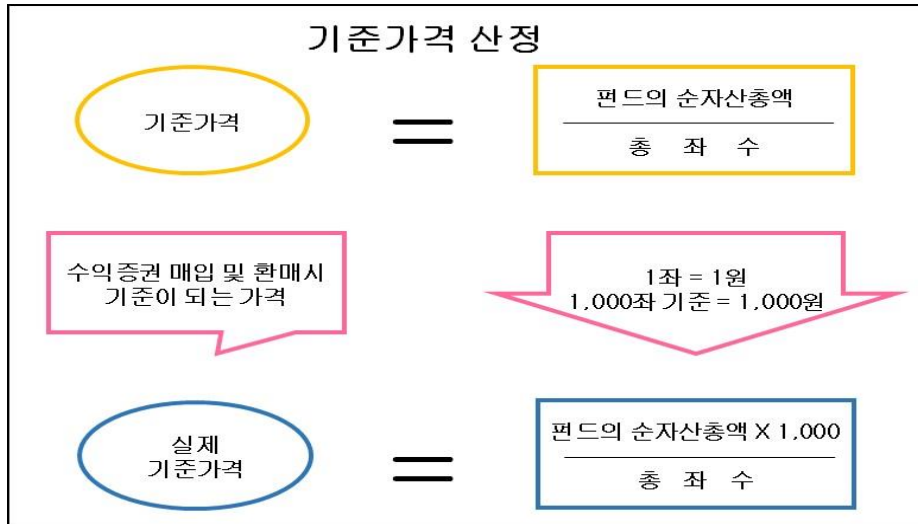 기준가격 산정
기준가격
=
펀드의 순자산총액
총 좌 수
수익증권 매입 및 환매시
기준이 되는 가격
1좌 = 1원
1,000좌 기준 = 1,000원
실제
기준가격
=
펀드의 순자산총액 X 1,000
총 좌 수